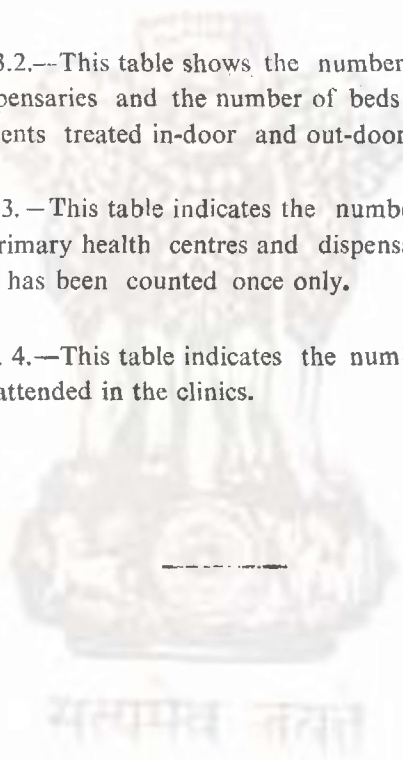 3.2.—This table shows the number
pensaries and the number of beds
ents treated in-door and out-door
3.—This table indicates the numb
rimary health centres and dispens
has been counted once only.
. 4.—This table indicates the num
attended in the clinics.
सत्यमेव जयते